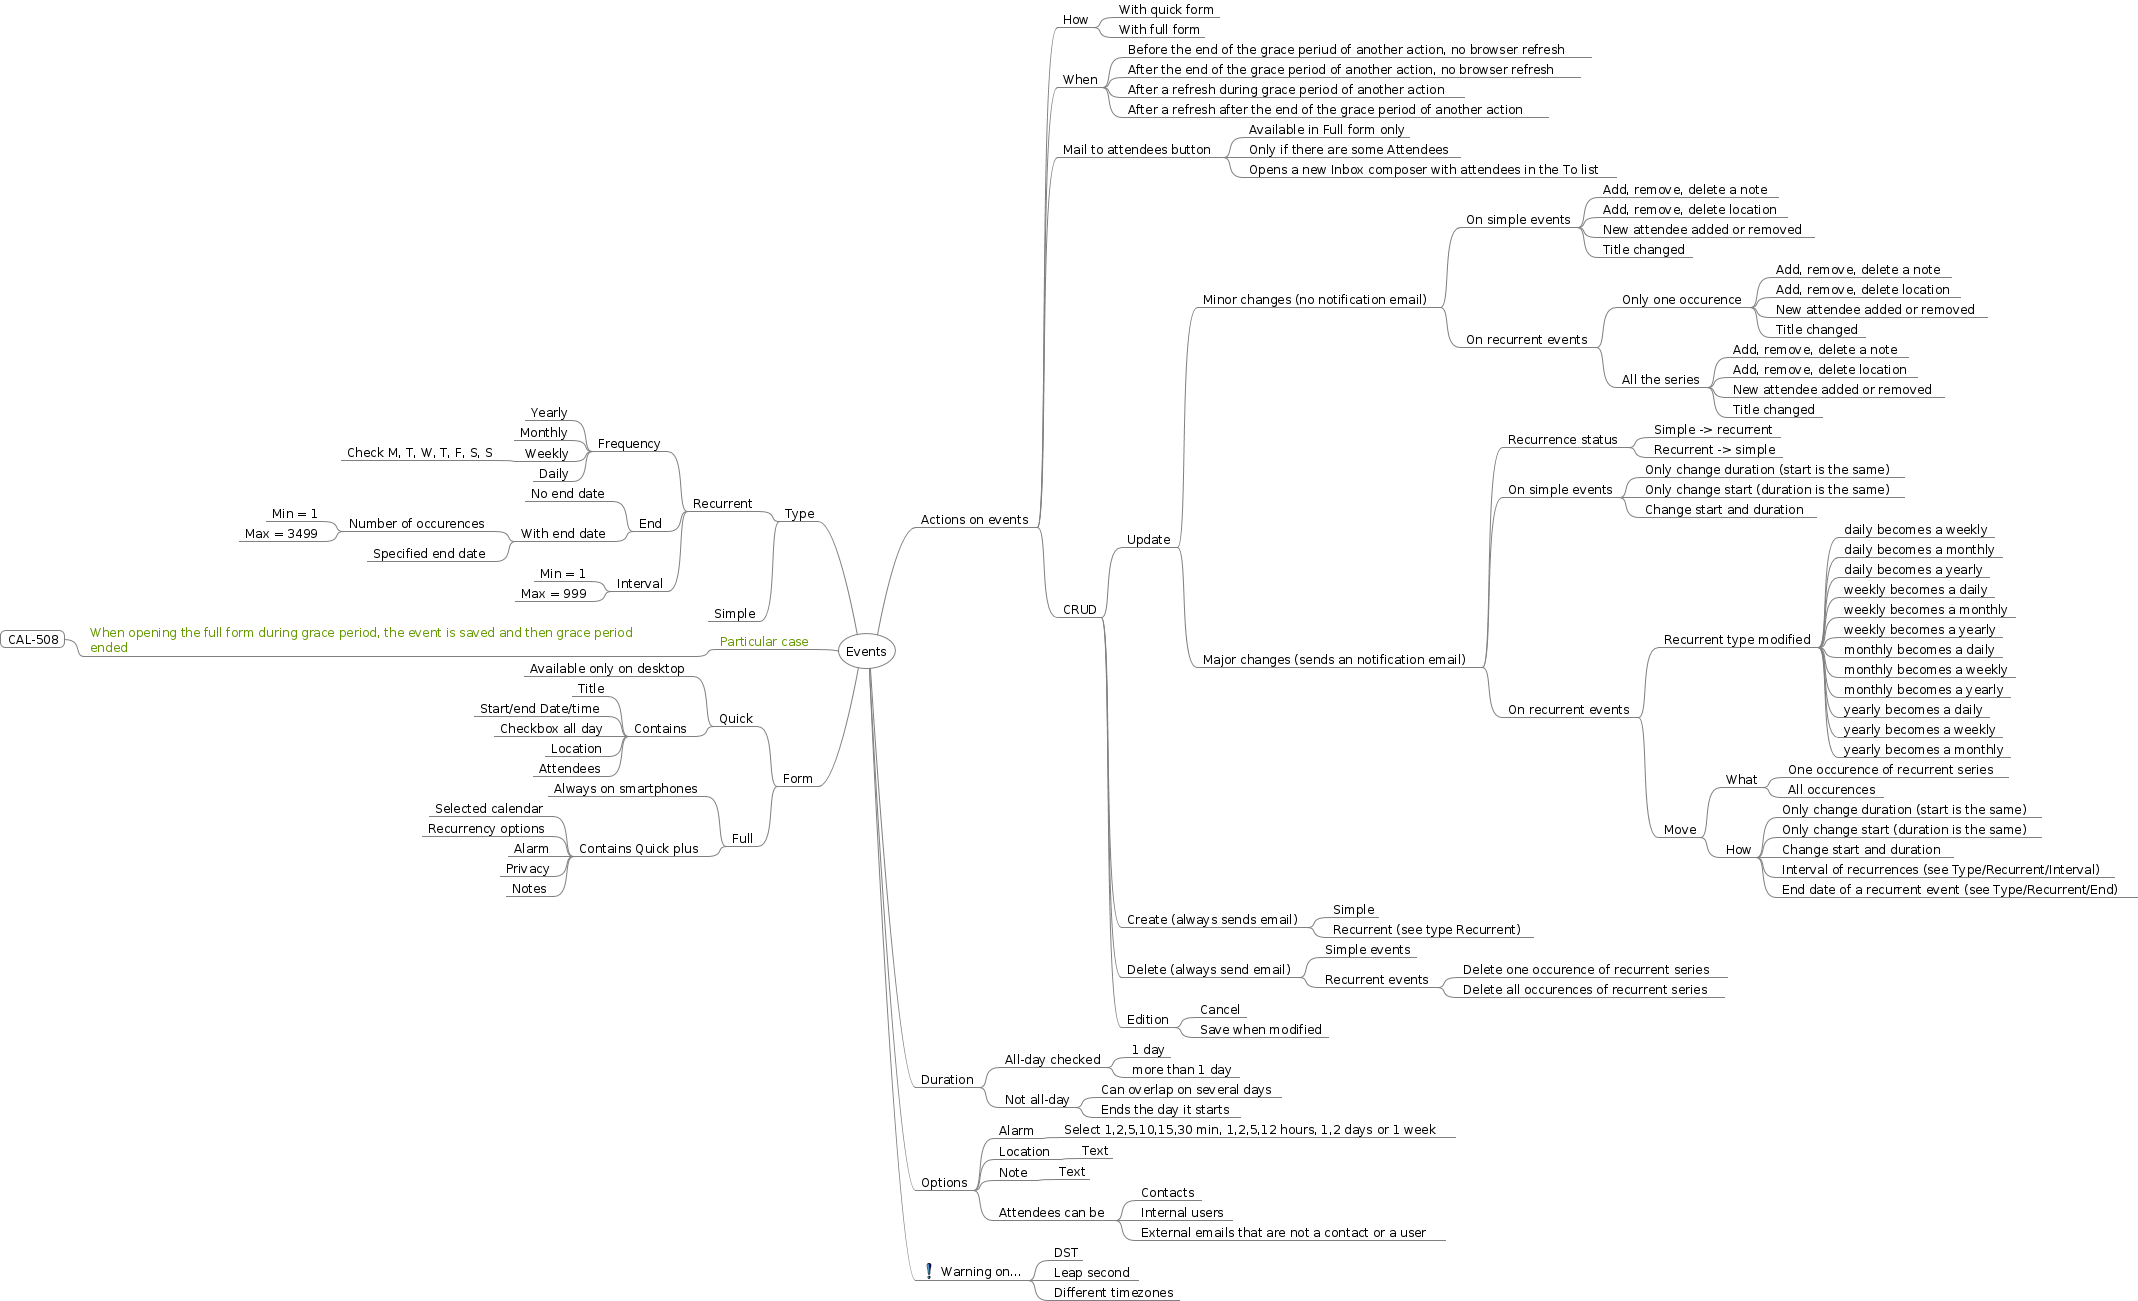 Events
Actions on events
How
With quick form
With full form
When
Before the end of the grace periud of another action, no browser refresh
After the end of the grace period of another action, no browser refresh
After a refresh during grace period of another action
After a refresh after the end of the grace period of another action
Mail to attendees button
Available in Full form only
Only if there are some Attendees
Opens a new Inbox composer with attendees in the To list
CRUD
Update
Minor changes (no notification email)
On simple events
Add, remove, delete a note
Add, remove, delete location
New attendee added or removed
Title changed
On recurrent events
Only one occurence
Add, remove, delete a note
Add, remove, delete location
New attendee added or removed
Title changed
All the series
Add, remove, delete a note
Add, remove, delete location
New attendee added or removed
Title changed
Major changes (sends an notification email)
Recurrence status
Simple -> recurrent
Recurrent -> simple
On simple events
Only change duration (start is the same)
Only change start (duration is the same)
Change start and duration
On recurrent events
Recurrent type modified
daily becomes a weekly
daily becomes a monthly
daily becomes a yearly
weekly becomes a daily
weekly becomes a monthly
weekly becomes a yearly
monthly becomes a daily
monthly becomes a weekly
monthly becomes a yearly
yearly becomes a daily
yearly becomes a weekly
yearly becomes a monthly
Move
What
One occurence of recurrent series
All occurences
How
Only change duration (start is the same)
Only change start (duration is the same)
Change start and duration
Interval of recurrences (see Type/Recurrent/Interval)
End date of a recurrent event (see Type/Recurrent/End)
Create (always sends email)
Simple
Recurrent (see type Recurrent)
Delete (always send email)
Simple events
Recurrent events
Delete one occurence of recurrent series
Delete all occurences of recurrent series
Edition
Cancel
Save when modified
Duration
All-day checked
1 day
more than 1 day
Not all-day
Can overlap on several days
Ends the day it starts
Options
Alarm
Select 1,2,5,10,15,30 min, 1,2,5,12 hours, 1,2 days or 1 week
Location
Text
Note
Text
Attendees can be
Contacts
Internal users
External emails that are not a contact or a user
Warning on...
DST
Leap second
Different timezones
Type
Recurrent
Frequency
Yearly
Monthly
Weekly
Check M, T, W, T, F, S, S
Daily
End
No end date
With end date
Number of occurences
Min = 1
Max = 3499
Specified end date
Interval
Min = 1
Max = 999
Simple
Particular case
When opening the full form during grace period, the event is saved and then grace period
ended
CAL-508
Form
Quick
Available only on desktop
Contains
Title
Start/end Date/time
Checkbox all day
Location
Attendees
Full
Always on smartphones
Contains Quick plus
Selected calendar
Recurrency options
Alarm
Privacy
Notes